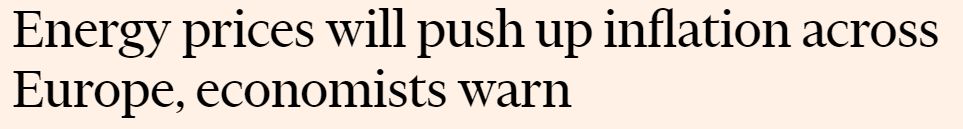 Energy prices will push up inflation across
Europe, economists warn